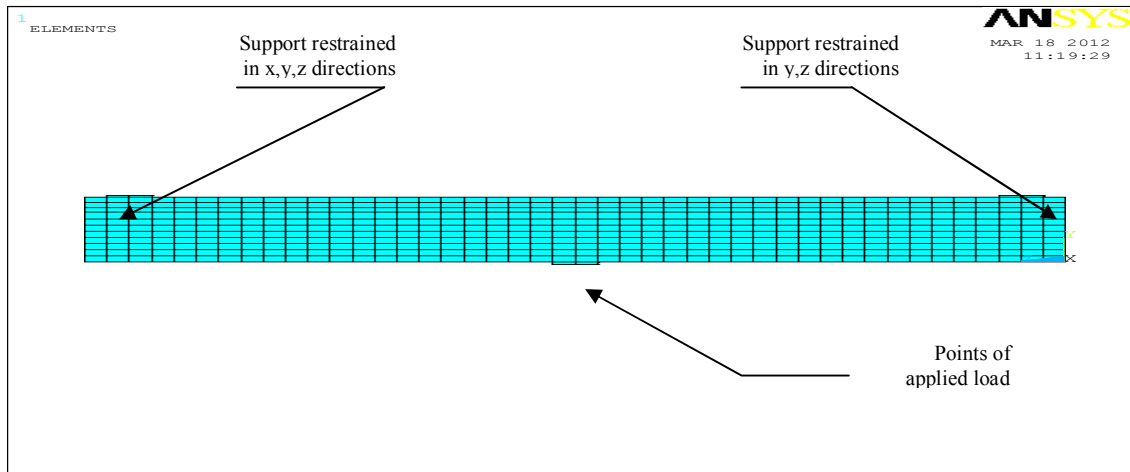 1
ELEMENTS
ANSYS
MAR 18 2012
11:19:29
Support restrained
in x,y,z directions
Support restrained
in y,z directions
Y
X
Points of
applied load